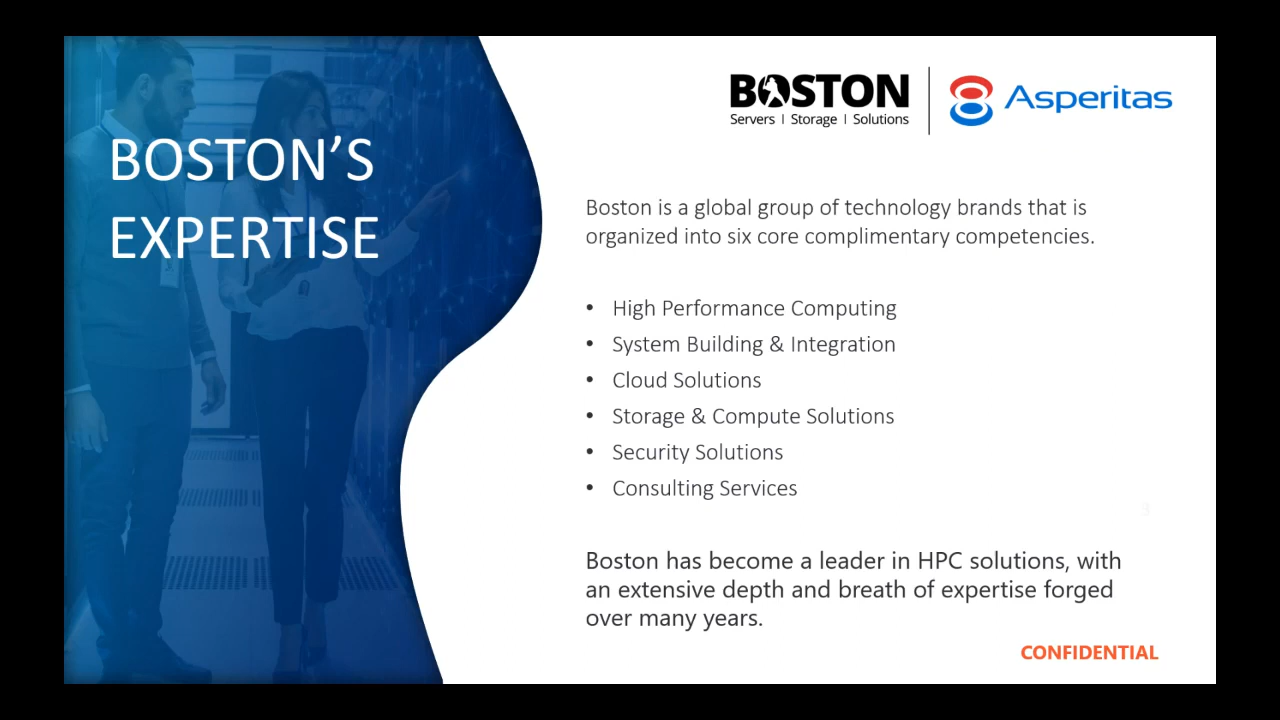 BOSTON'S
EXPERTISE
BOSTON
Servers | Storage | Solutions
Asperitas
Boston is a global group of technology brands that is
organized into six core complimentary competencies.
• High Performance Computing
• System Building & Integration
• Cloud Solutions
• Storage & Compute Solutions
• Security Solutions
• Consulting Services
3
Boston has become a leader in HPC solutions, with
an extensive depth and breath of expertise forged
over many years.
CONFIDENTIAL